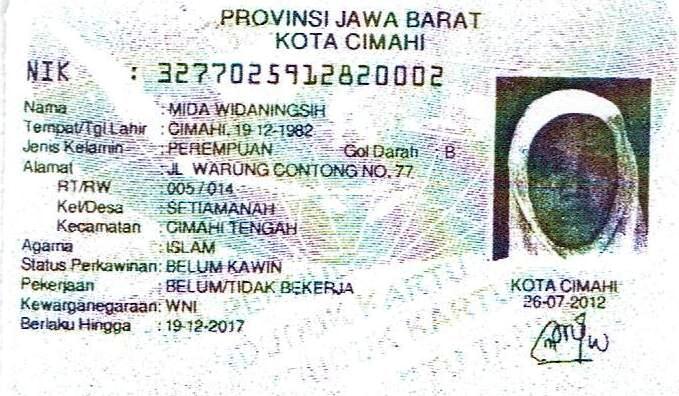 PROVINSI JAWA BARAT
KOTA CIMAHI
NIK : 3277025912820002
Nama : MIDA WIDANINGSIH
Tempat/Tgl Lahir : CIMAHI, 19-12-1982
Jenis Kelamin : PEREMPUAN Gol Darah B
Alamat : JL WARUNG CONTONG NO. 77
RT/RW : 005 / 014
Kel/Desa : SETIAMANAH
Kecamatan : CIMAHI TENGAH
Agama : ISLAM
Status Perkawinan: BELUM KAWIN
Pekerjaan : BELUM/TIDAK BEKERJA
Kewarganegaraan: WNI
Berlaku Hingga : 19-12-2017
KOTA CIMAHI
26-07-2012